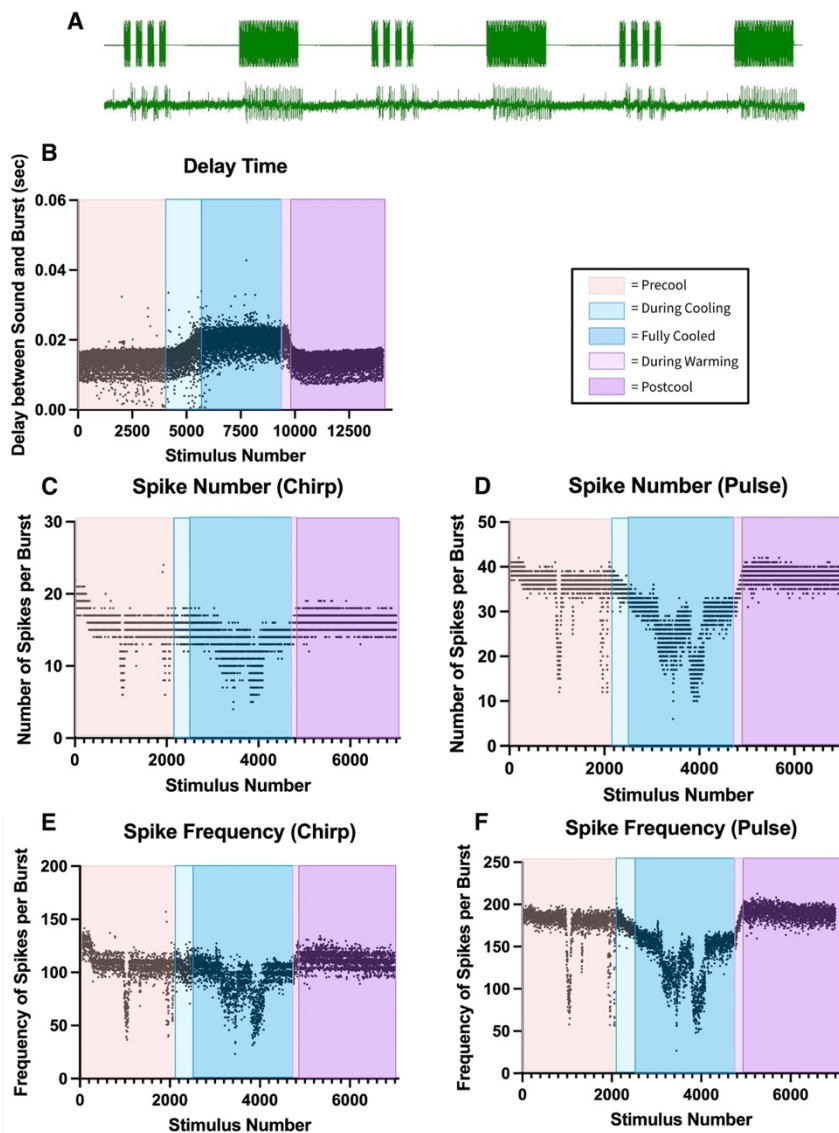 A
B
Delay Time
Delay between Sound and Burst (sec)
0.06
0.04
0.02
0.00
0 2500 5000 7500 10000 12500
Stimulus Number
= Precool
= During Cooling
= Fully Cooled
= During Warming
= Postcool
C
Spike Number (Chirp)
Number of Spikes per Burst
30
20
10
0
0 2000 4000 6000
Stimulus Number
D
Spike Number (Pulse)
Number of Spikes per Burst
50
40
30
20
10
0
0 2000 4000 6000
Stimulus Number
E
Spike Frequency (Chirp)
Frequency of Spikes per Burst
200
150
100
50
0
0 2000 4000 6000
Stimulus Number
F
Spike Frequency (Pulse)
Frequency of Spikes per Burst
250
200
150
100
50
0
0 2000 4000 6000
Stimulus Number